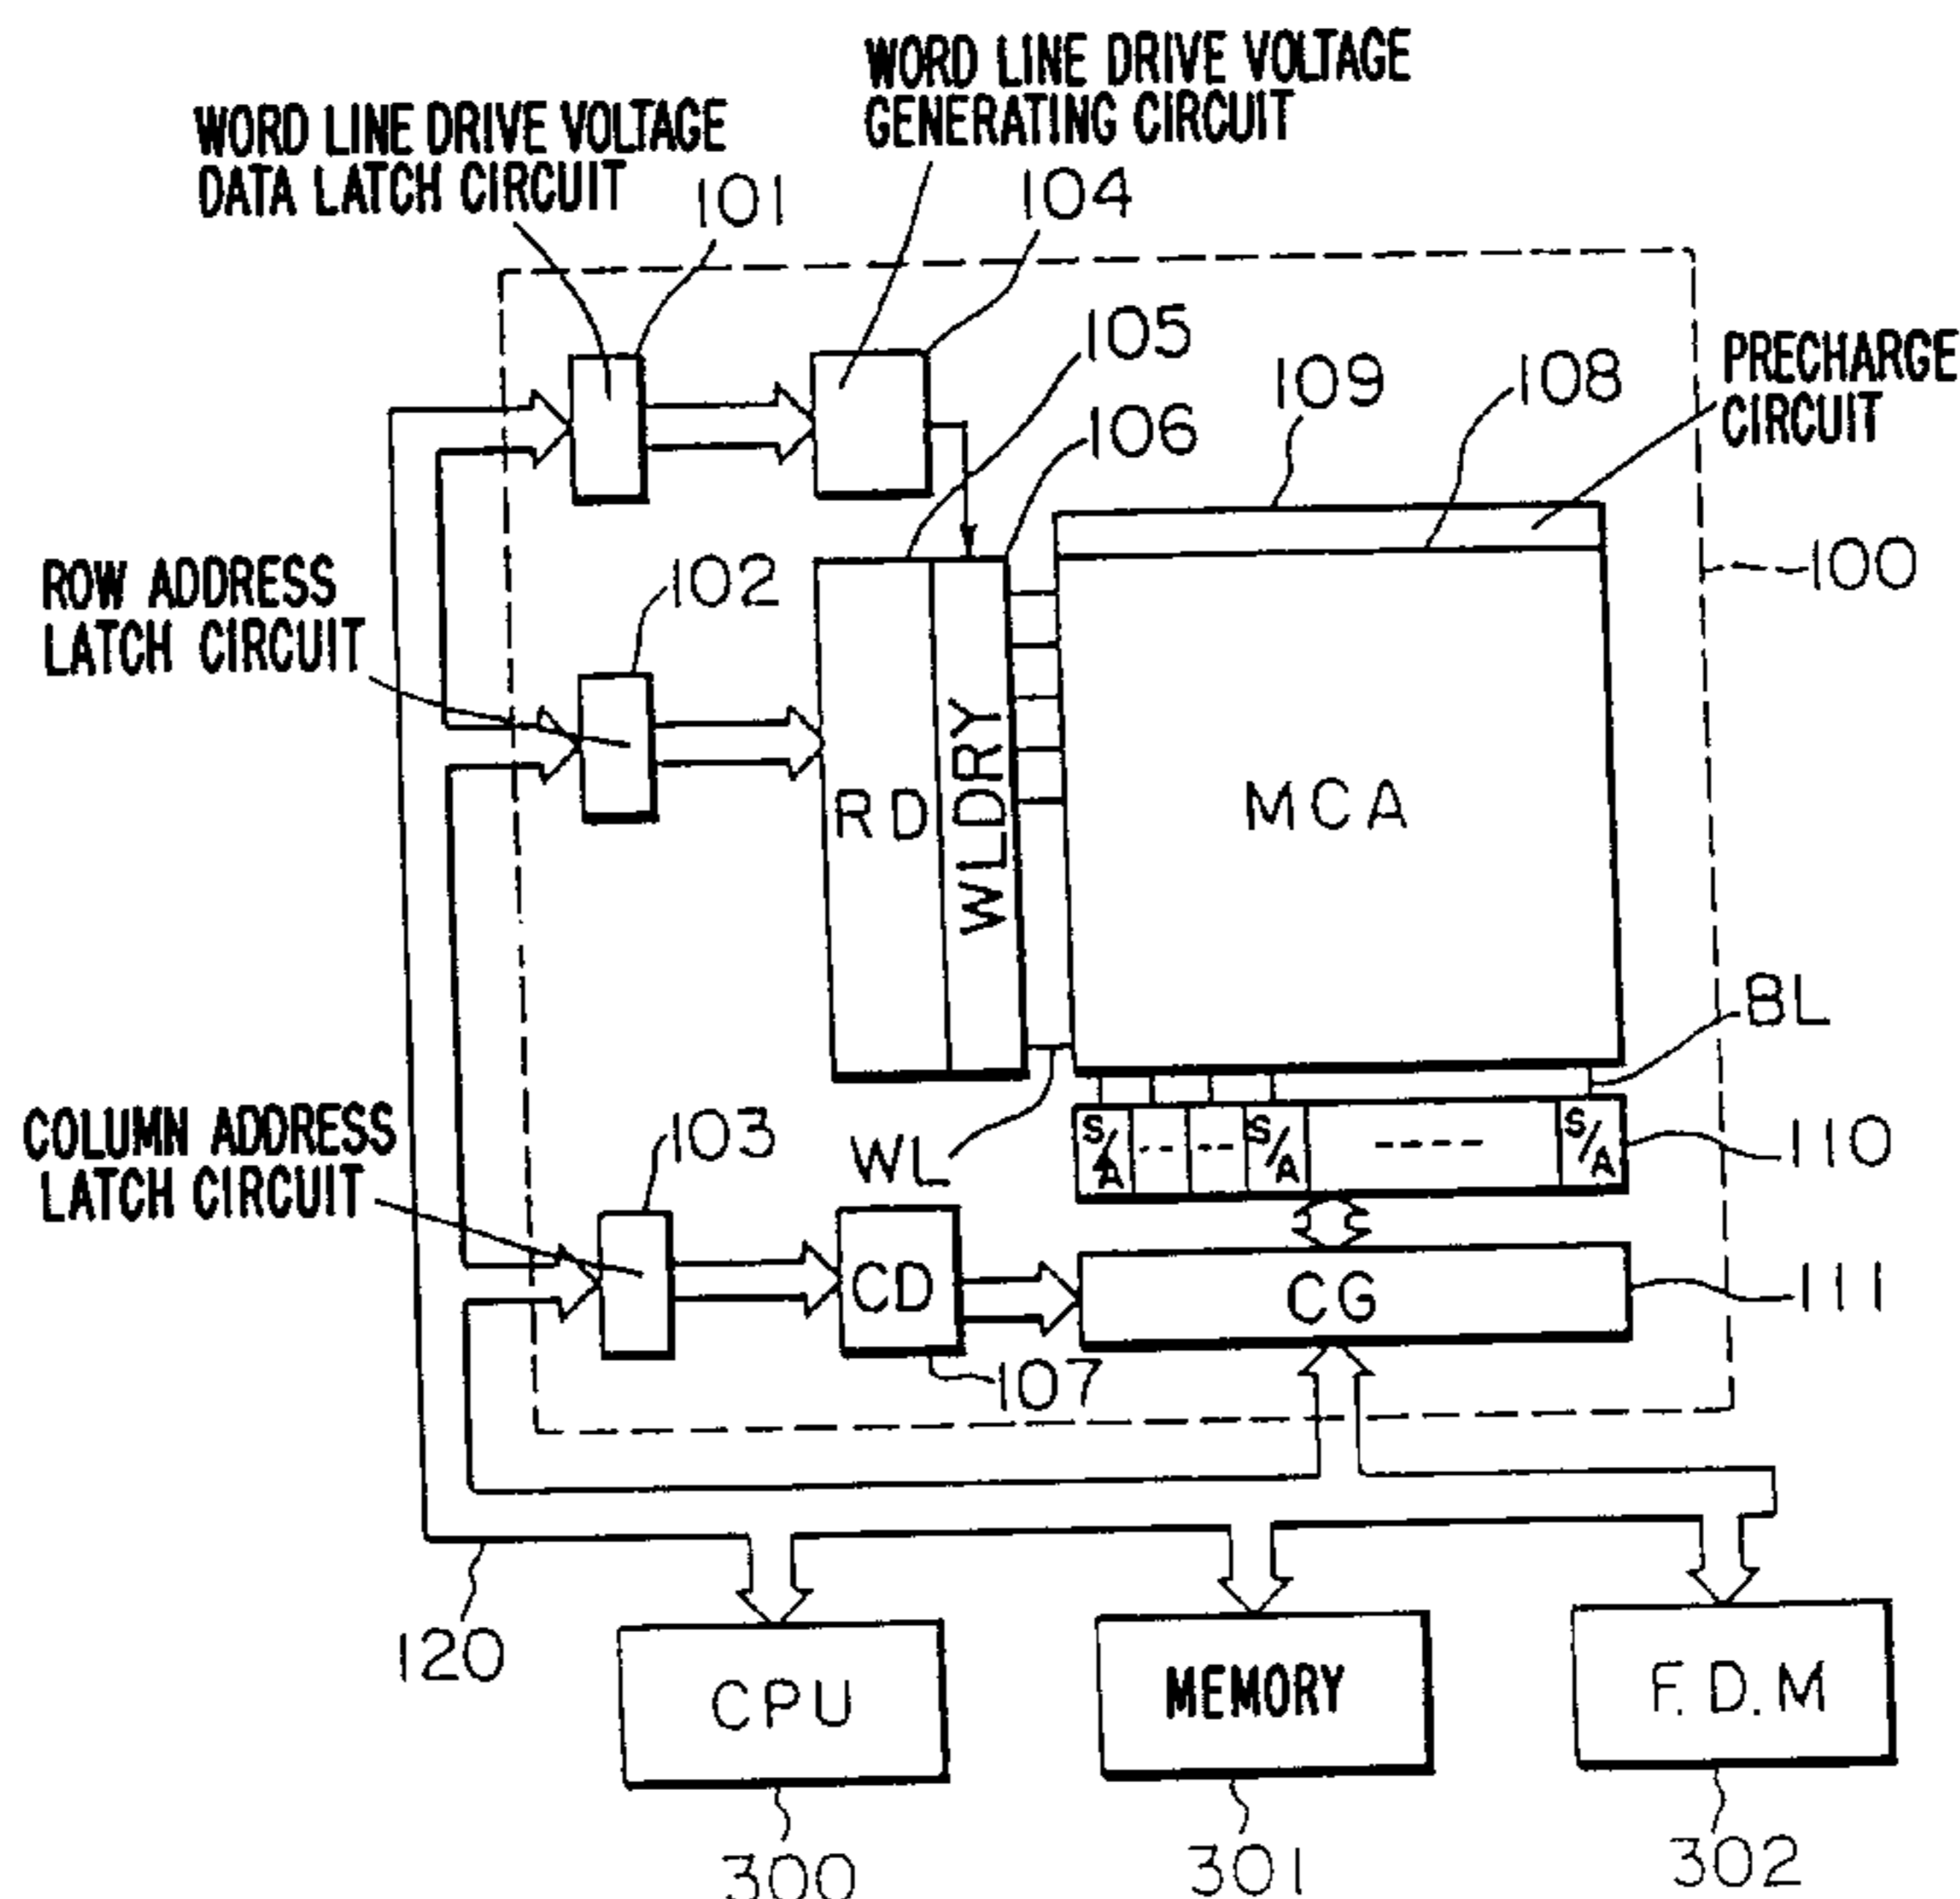 WORD LINE DRIVE VOLTAGE
GENERATING CIRCUIT
WORD LINE DRIVE VOLTAGE
DATA LATCH CIRCUIT
101
104
105
109
108
PRECHARGE
CIRCUIT
106
ROW ADDRESS
LATCH CIRCUIT
102
100
RD
WLDRY
MCA
BL
COLUMN ADDRESS
LATCH CIRCUIT
103
WL
S/A
--
--
S/A
-----
S/A
110
CD
CG
111
107
120
CPU
MEMORY
F.D.M
300
301
302